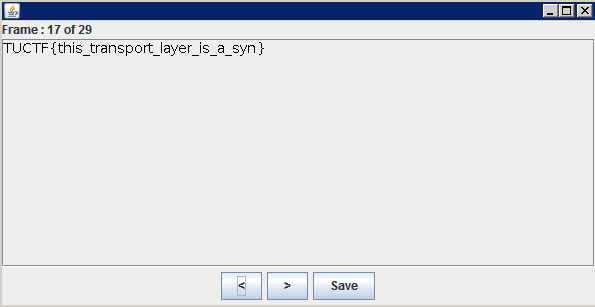 Frame : 17 of 29
TUCTF{this_transport_layer_is_a_syn}
< > Save